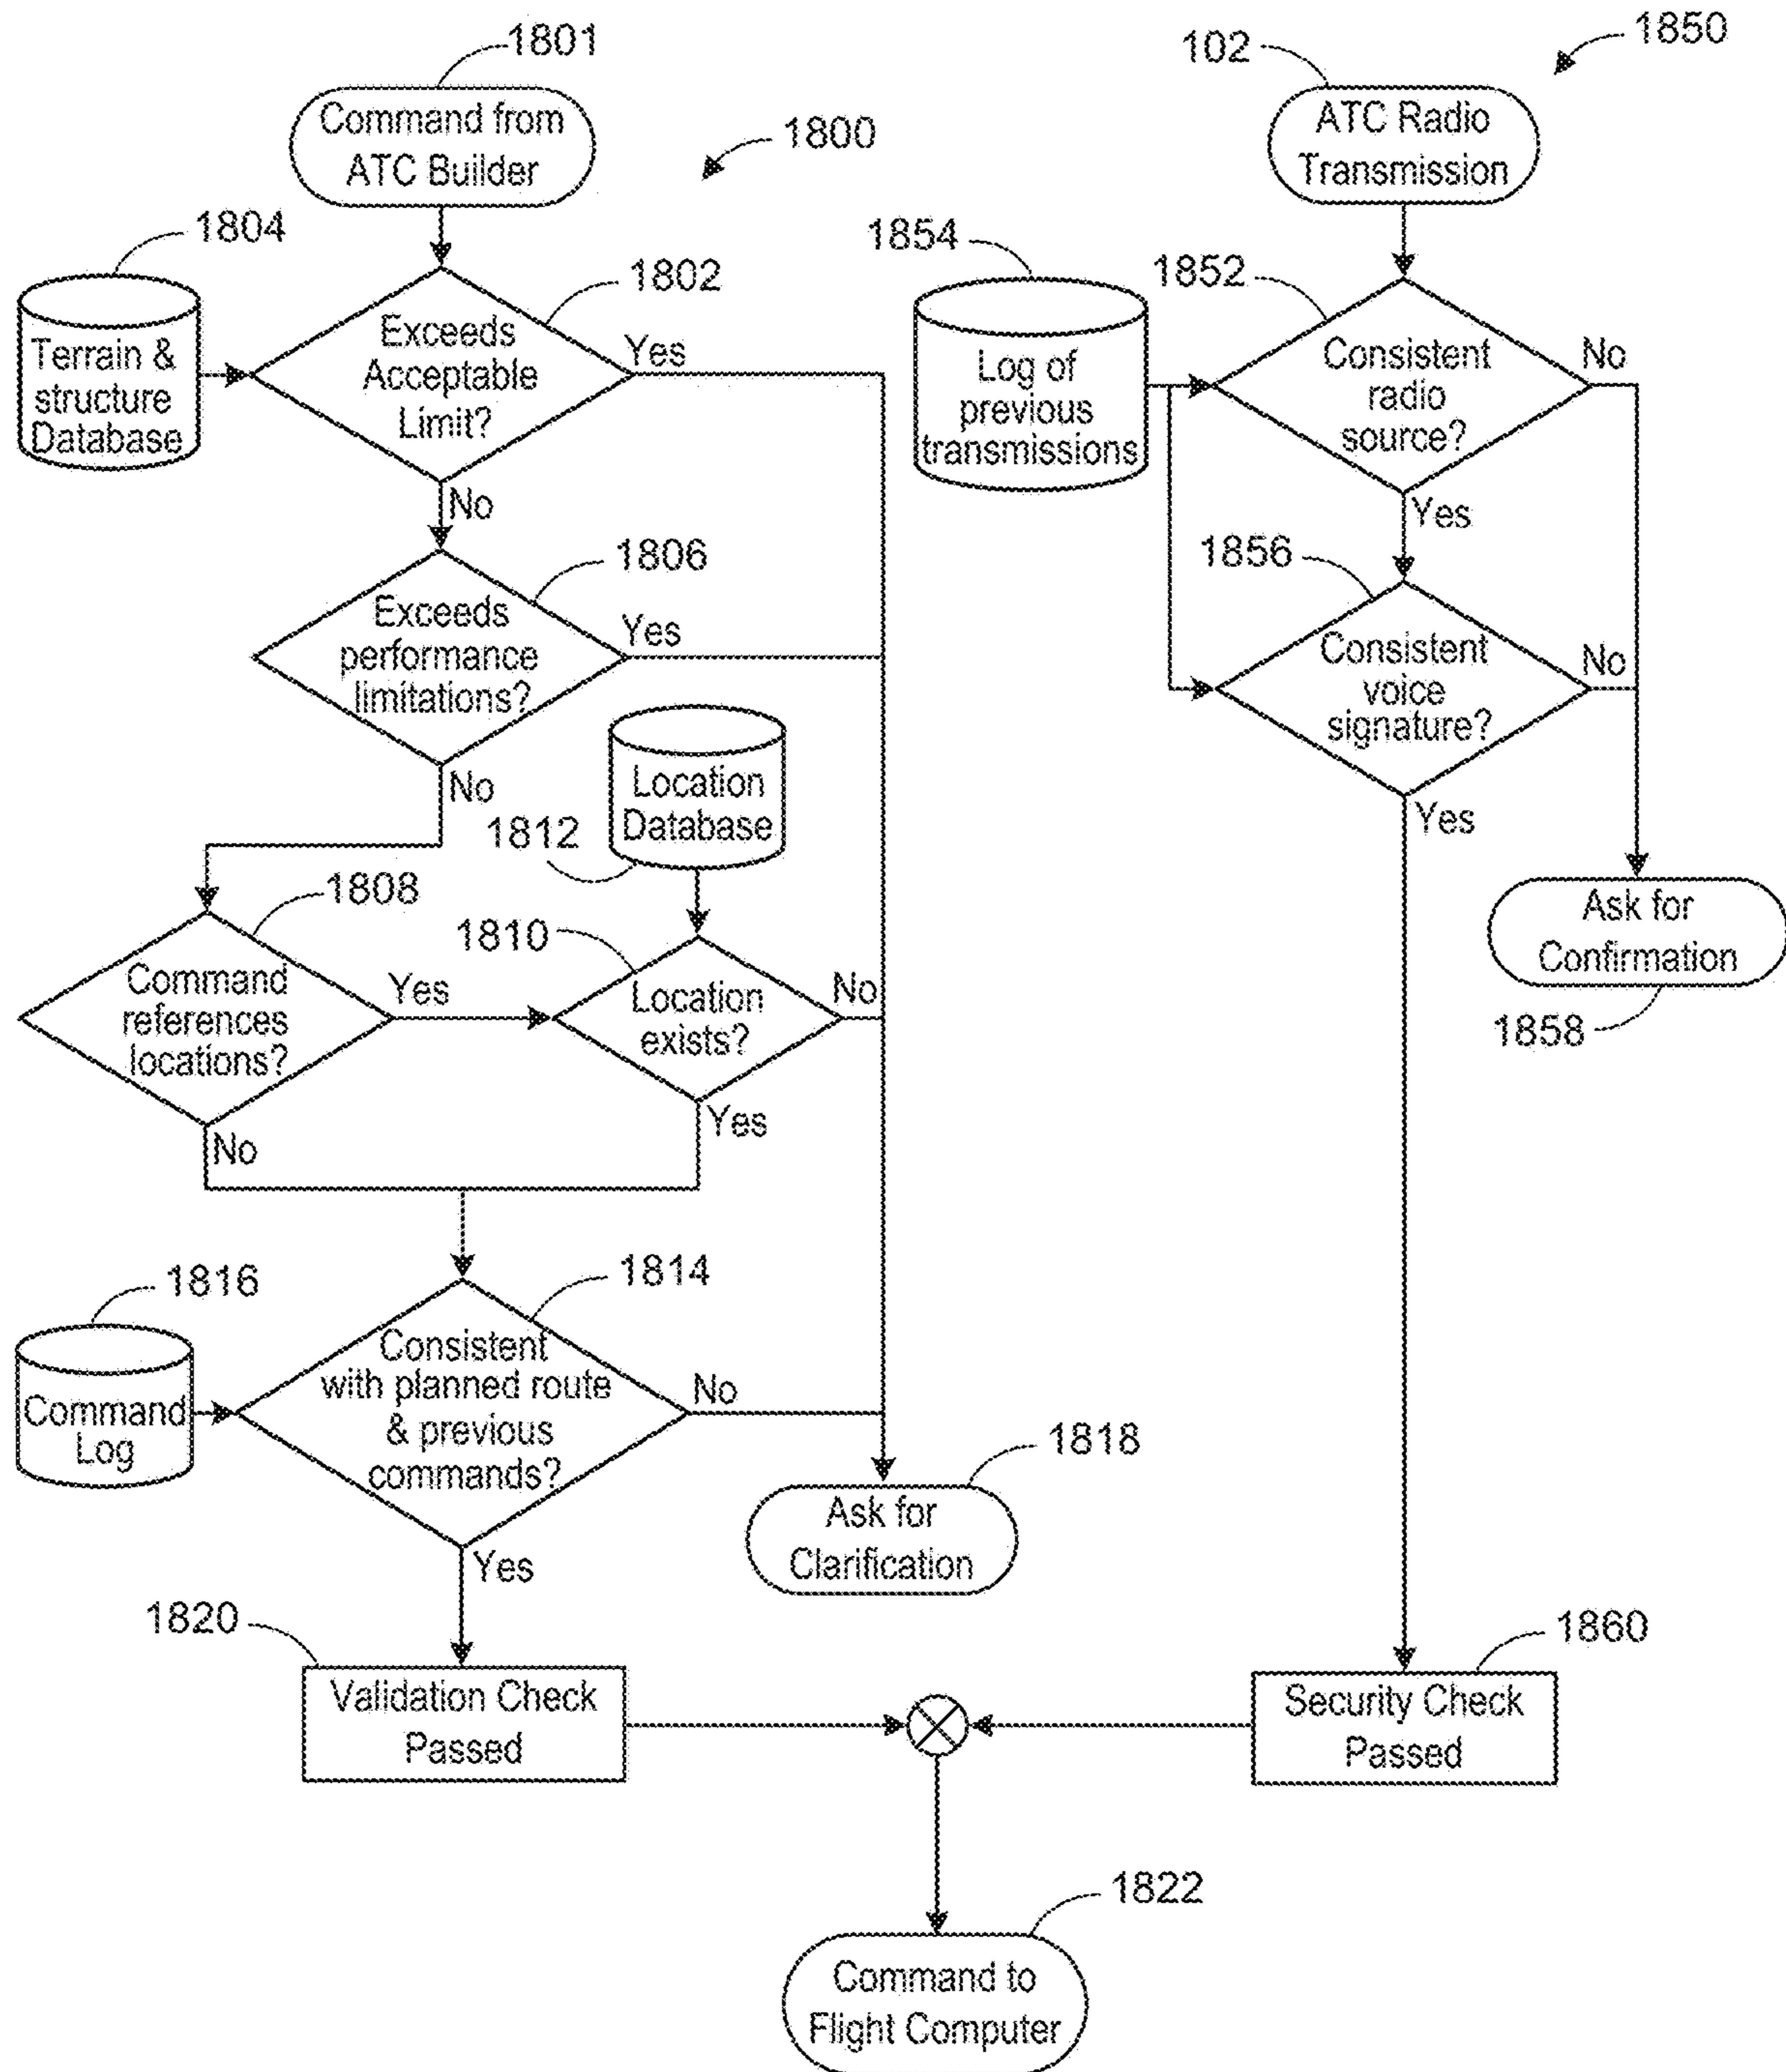 1801
Command from
ATC Builder
1800
1804
Terrain &
structure
Database
1802
Exceeds
Acceptable
Limit?
Yes
No
1806
Exceeds
performance
limitations?
Yes
No
Location
Database
1812
1808
Command
references
locations?
Yes
No
1810
Location
exists?
No
Yes
1816
Command
Log
1814
Consistent
with planned route
& previous
commands?
No
Yes
1818
Ask for
Clarification
1820
Validation Check
Passed
102
ATC Radio
Transmission
1850
1854
Log of
previous
transmissions
1852
Consistent
radio
source?
No
Yes
1856
Consistent
voice
signature?
No
Yes
Ask for
Confirmation
1858
1860
Security Check
Passed
1822
Command to
Flight Computer